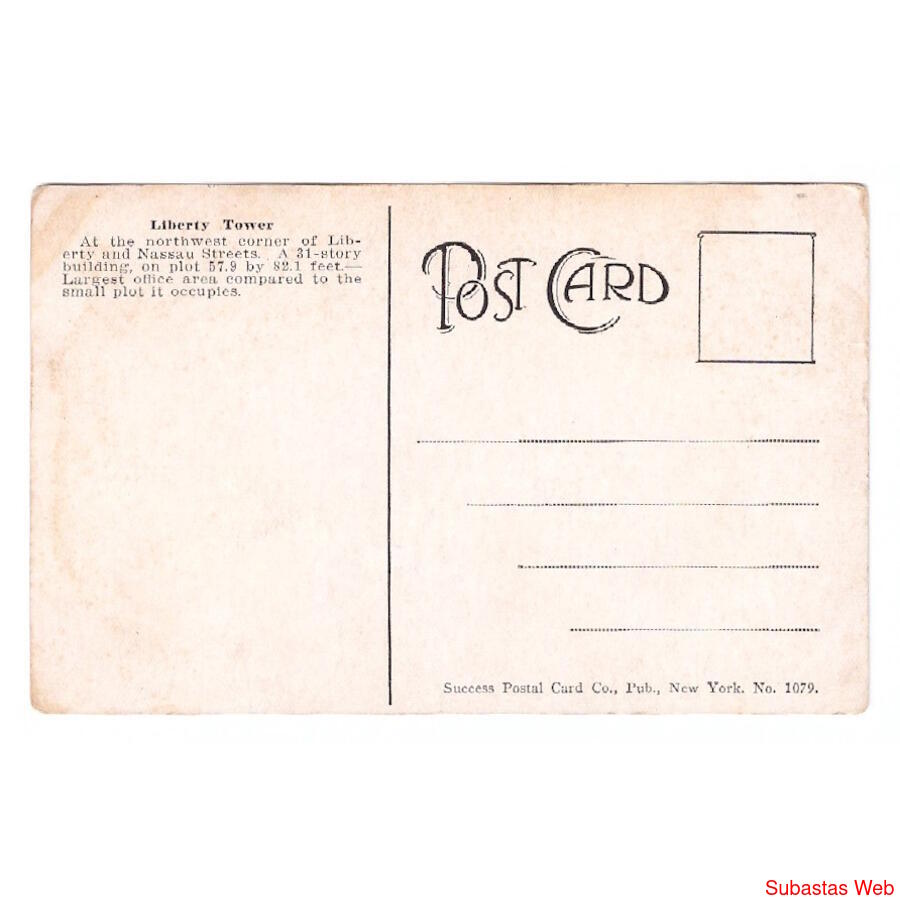 Liberty Tower
At the northwest corner of Lib-
erty and Nassau Streets. A 31-story
building, on plot 57.9 by 82.1 feet.—
Largest office area compared to the
small plot it occupies.
POST CARD
Success Postal Card Co., Pub., New York. No. 1079.
Subastas Web